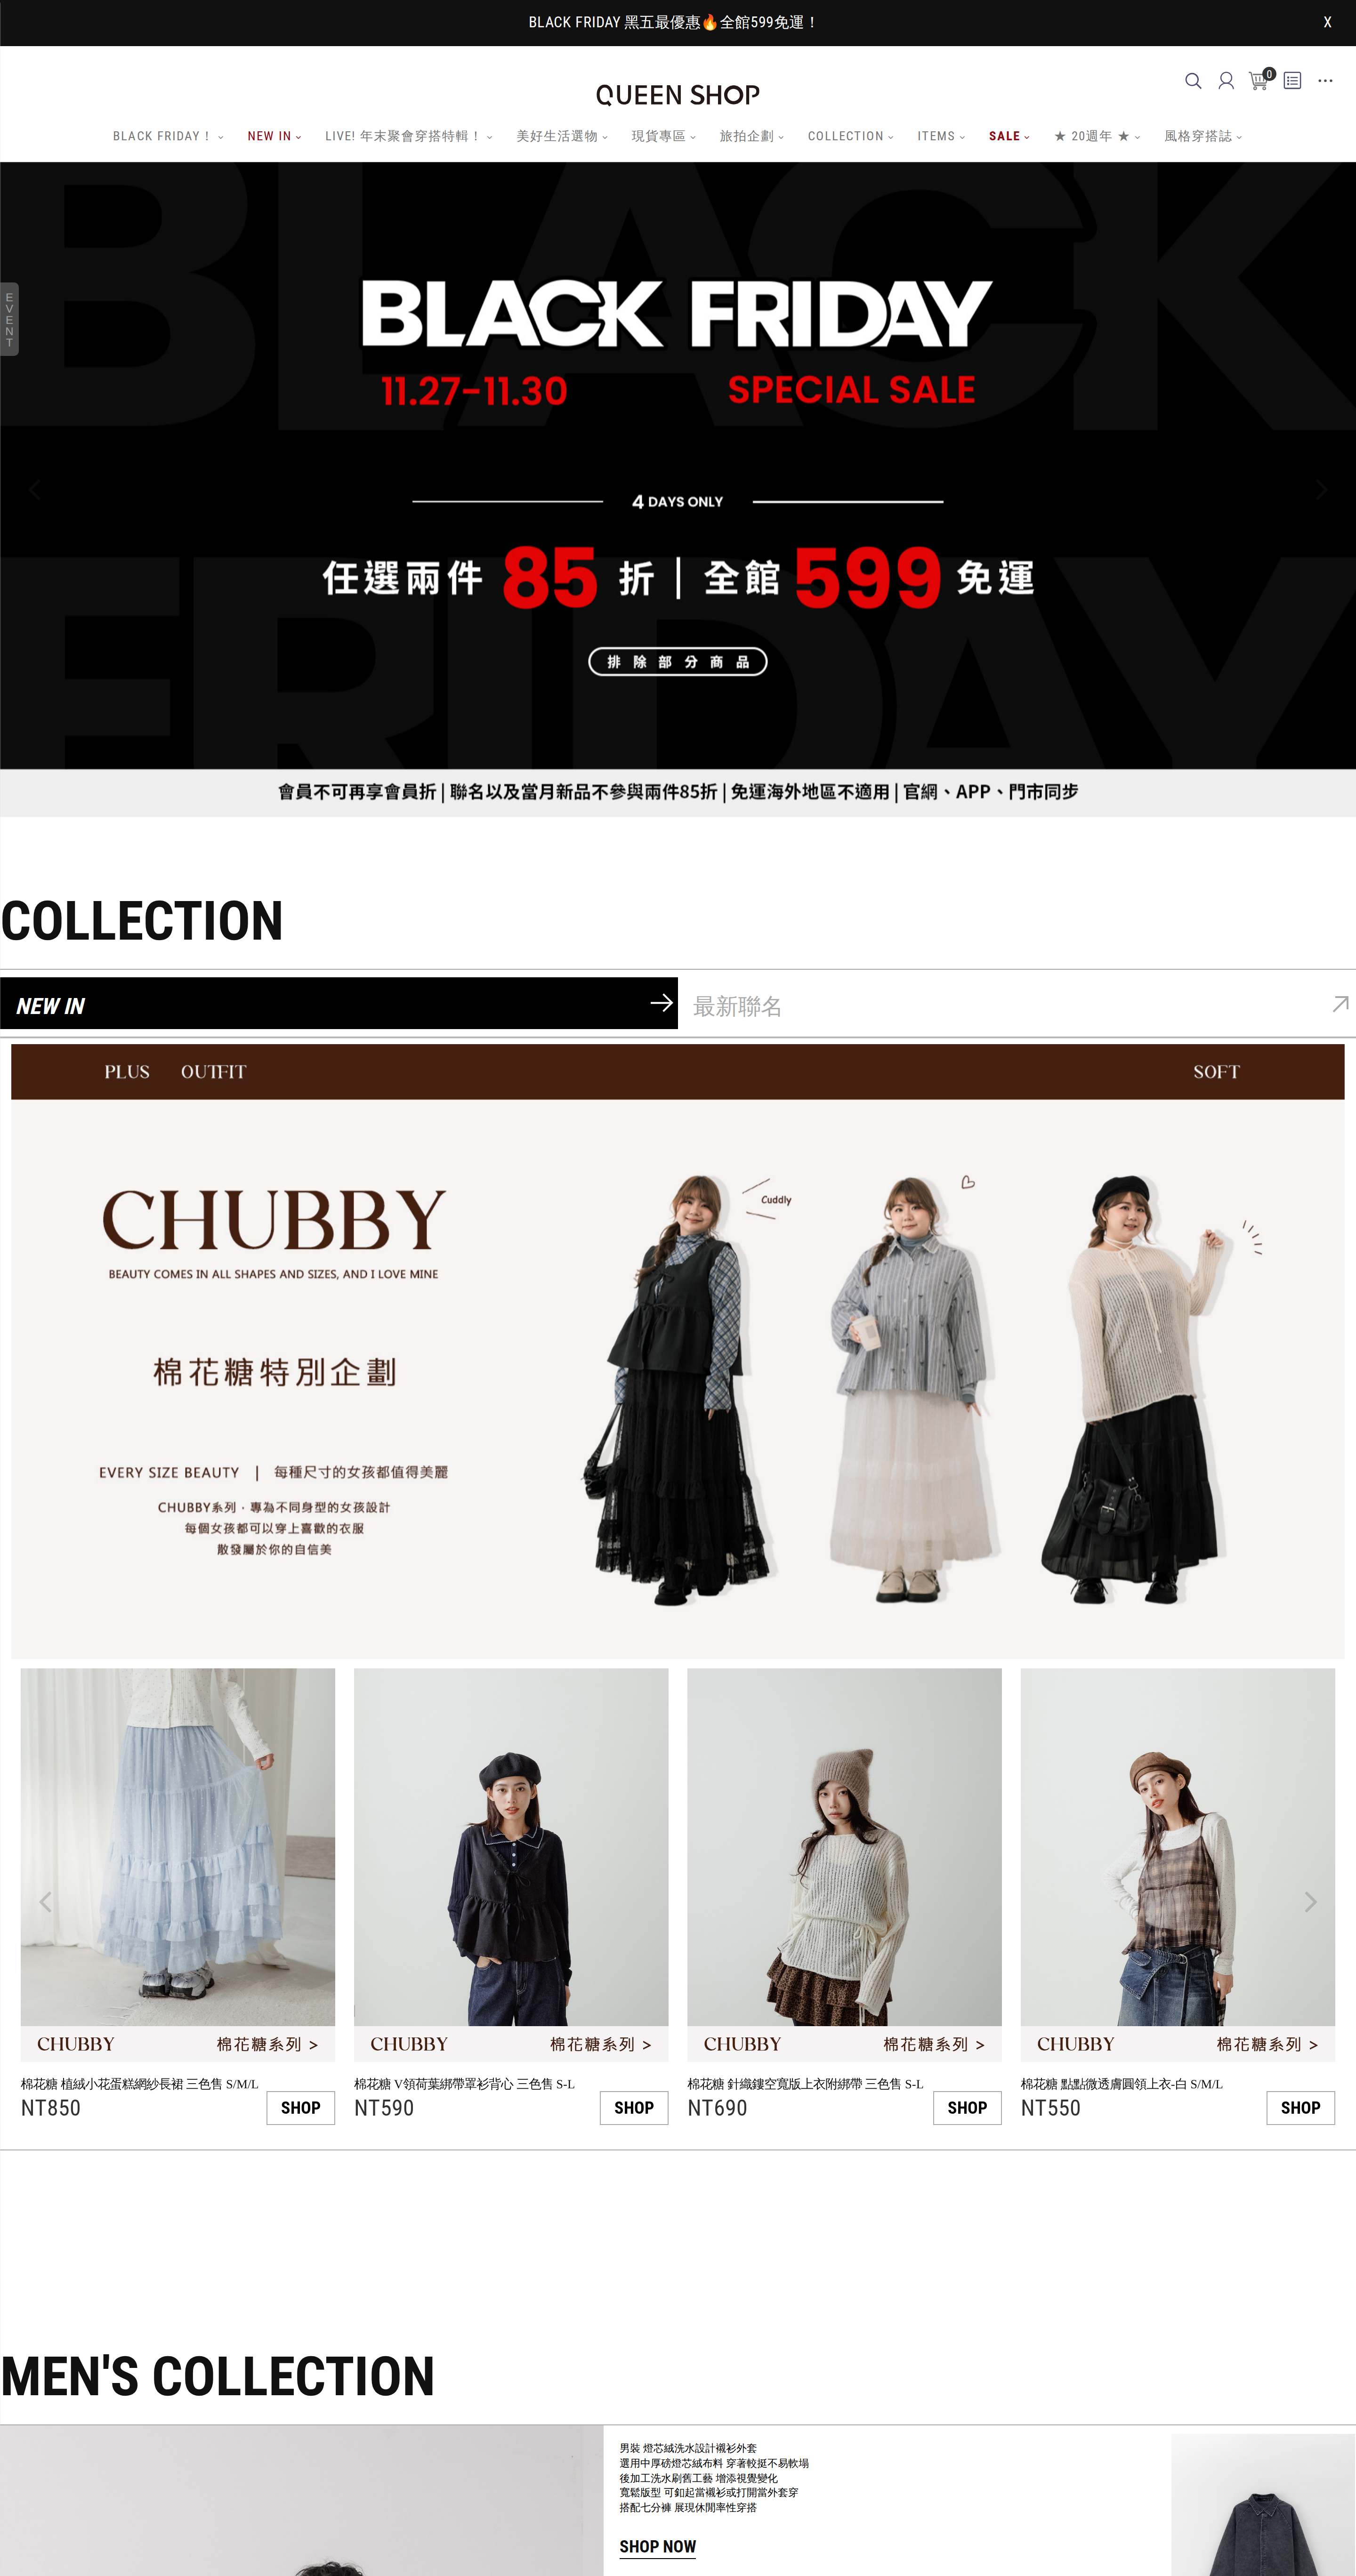 BLACK FRIDAY 黑五最優惠🔥全館599免運！
X
0
QUEEN SHOP
BLACK FRIDAY！
NEW IN
LIVE! 年末聚會穿搭特輯！
美好生活選物
現貨專區
旅拍企劃
COLLECTION
ITEMS
SALE
★ 20週年 ★
風格穿搭誌
BLACK FRIDAY
EVENT
BLACK FRIDAY
11.27-11.30 SPECIAL SALE
4 DAYS ONLY
任選兩件 85 折 | 全館 599 免運
排除部分商品
會員不可再享會員折 | 聯名以及當月新品不參與兩件85折 | 免運海外地區不適用 | 官網、APP、門市同步
COLLECTION
NEW IN
最新聯名
PLUS OUTFIT SOFT
CHUBBY
BEAUTY COMES IN ALL SHAPES AND SIZES, AND I LOVE MINE
棉花糖特別企劃
EVERY SIZE BEAUTY | 每種尺寸的女孩都值得美麗
CHUBBY系列．專為不同身型的女孩設計
每個女孩都可以穿上喜歡的衣服
散發屬於你的自信美
Cuddly
CHUBBY 棉花糖系列 >
棉花糖 植絨小花蛋糕網紗長裙 三色售 S/M/L
NT850
SHOP
CHUBBY 棉花糖系列 >
棉花糖 V領荷葉綁帶罩衫背心 三色售 S-L
NT590
SHOP
CHUBBY 棉花糖系列 >
棉花糖 針織鏤空寬版上衣附綁帶 三色售 S-L
NT690
SHOP
CHUBBY 棉花糖系列 >
棉花糖 點點微透膚圓領上衣-白 S/M/L
NT550
SHOP
MEN'S COLLECTION
男裝 燈芯絨洗水設計襯衫外套
選用中厚磅燈芯絨布料 穿著較挺不易軟塌
後加工洗水刷舊工藝 增添視覺變化
寬鬆版型 可釦起當襯衫或打開當外套穿
搭配七分褲 展現休閒率性穿搭
SHOP NOW